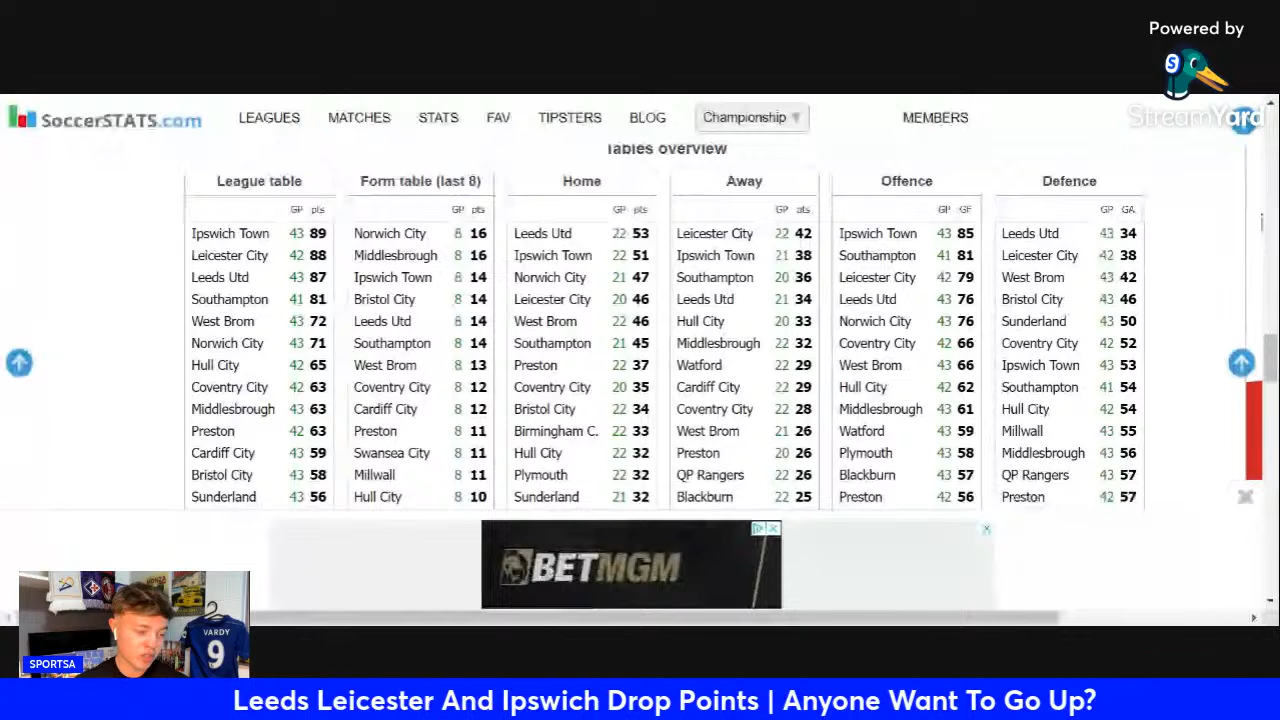 Powered by
StreamYard
SoccerSTATS.com LEAGUES MATCHES STATS FAV TIPSTERS BLOG Championship MEMBERS
Tables overview
League table Form table (last 8) Home Away Offence Defence
GP pts GP pts GP pts GP pts GP GF GP GA
Ipswich Town 43 89 Norwich City 8 16 Leeds Utd 22 53 Leicester City 22 42 Ipswich Town 43 85 Leeds Utd 43 34
Leicester City 42 88 Middlesbrough 8 16 Ipswich Town 22 51 Ipswich Town 21 38 Southampton 41 81 Leicester City 42 38
Leeds Utd 43 87 Ipswich Town 8 14 Norwich City 21 47 Southampton 20 36 Leicester City 42 79 West Brom 43 42
Southampton 41 81 Bristol City 8 14 Leicester City 20 46 Leeds Utd 21 34 Leeds Utd 43 76 Bristol City 43 46
West Brom 43 72 Leeds Utd 8 14 West Brom 22 46 Hull City 20 33 Norwich City 43 76 Sunderland 43 50
Norwich City 43 71 Southampton 8 14 Southampton 21 45 Middlesbrough 22 32 Coventry City 42 66 Coventry City 42 52
Hull City 42 65 West Brom 8 13 Preston 22 37 Watford 22 29 West Brom 43 66 Ipswich Town 43 53
Coventry City 42 63 Coventry City 8 12 Coventry City 20 35 Cardiff City 22 29 Hull City 42 62 Southampton 41 54
Middlesbrough 43 63 Cardiff City 8 12 Bristol City 22 34 Coventry City 22 28 Middlesbrough 43 61 Hull City 42 54
Preston 42 63 Preston 8 11 Birmingham C. 22 33 West Brom 21 26 Watford 43 59 Millwall 43 55
Cardiff City 43 59 Swansea City 8 11 Hull City 22 32 Preston 20 26 Plymouth 43 58 Middlesbrough 43 56
Bristol City 43 58 Millwall 8 11 Plymouth 22 32 QP Rangers 22 26 Blackburn 43 57 QP Rangers 43 57
Sunderland 43 56 Hull City 8 10 Sunderland 21 32 Blackburn 22 25 Preston 42 56 Preston 42 57
BETMGM
VARDY
9
SPORTSA
Leeds Leicester And Ipswich Drop Points | Anyone Want To Go Up?